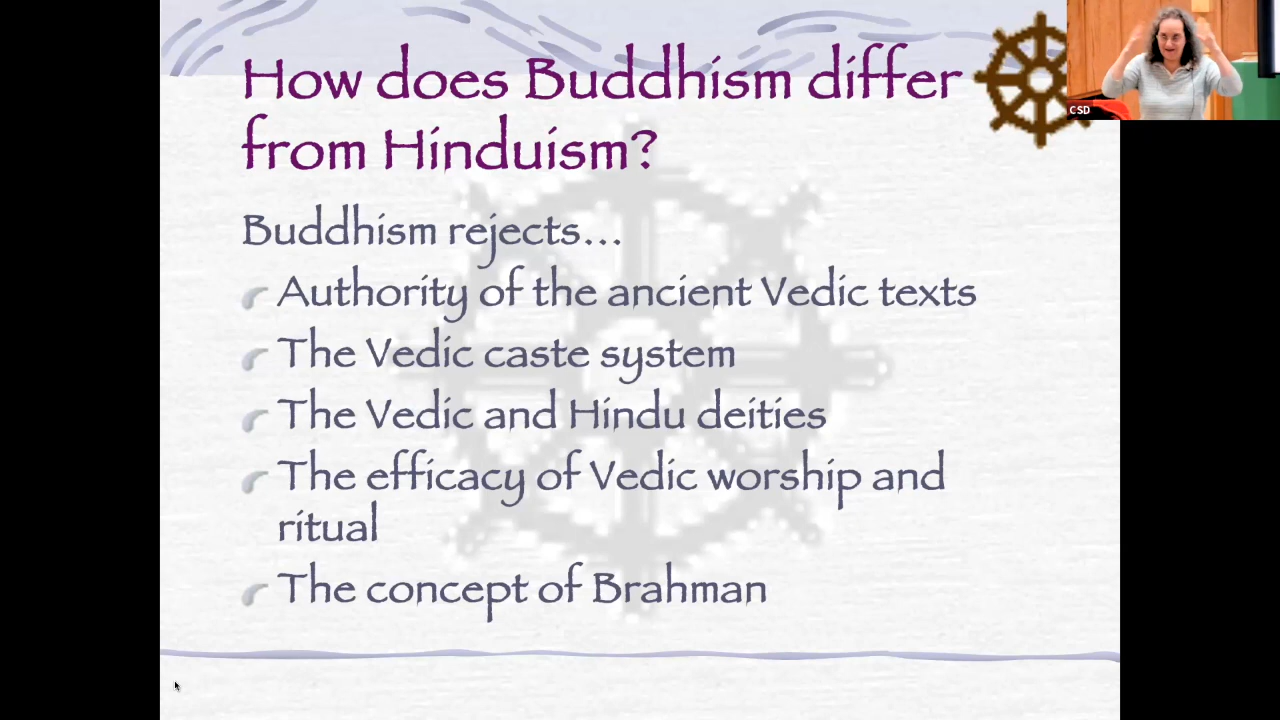 How does Buddhism differ
from Hinduism?
CSD
Buddhism rejects...
Authority of the ancient Vedic texts
The Vedic caste system
The Vedic and Hindu deities
The efficacy of Vedic worship and
ritual
The concept of Brahman